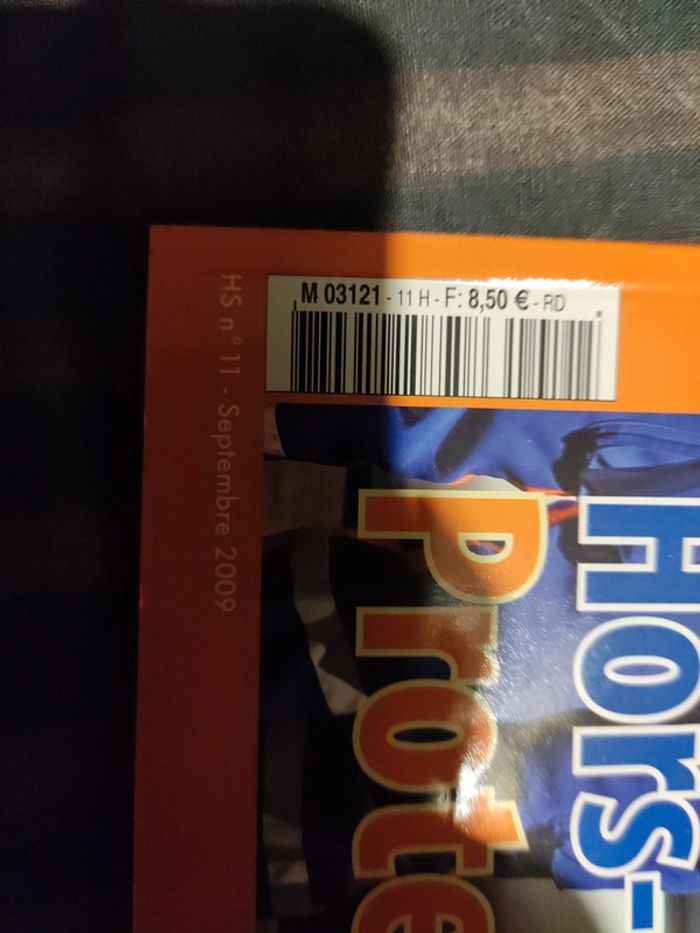 M 03121 - 11 H - F: 8,50 € - RD
HS n° 11 - Septembre 2009
Hors-
Prote